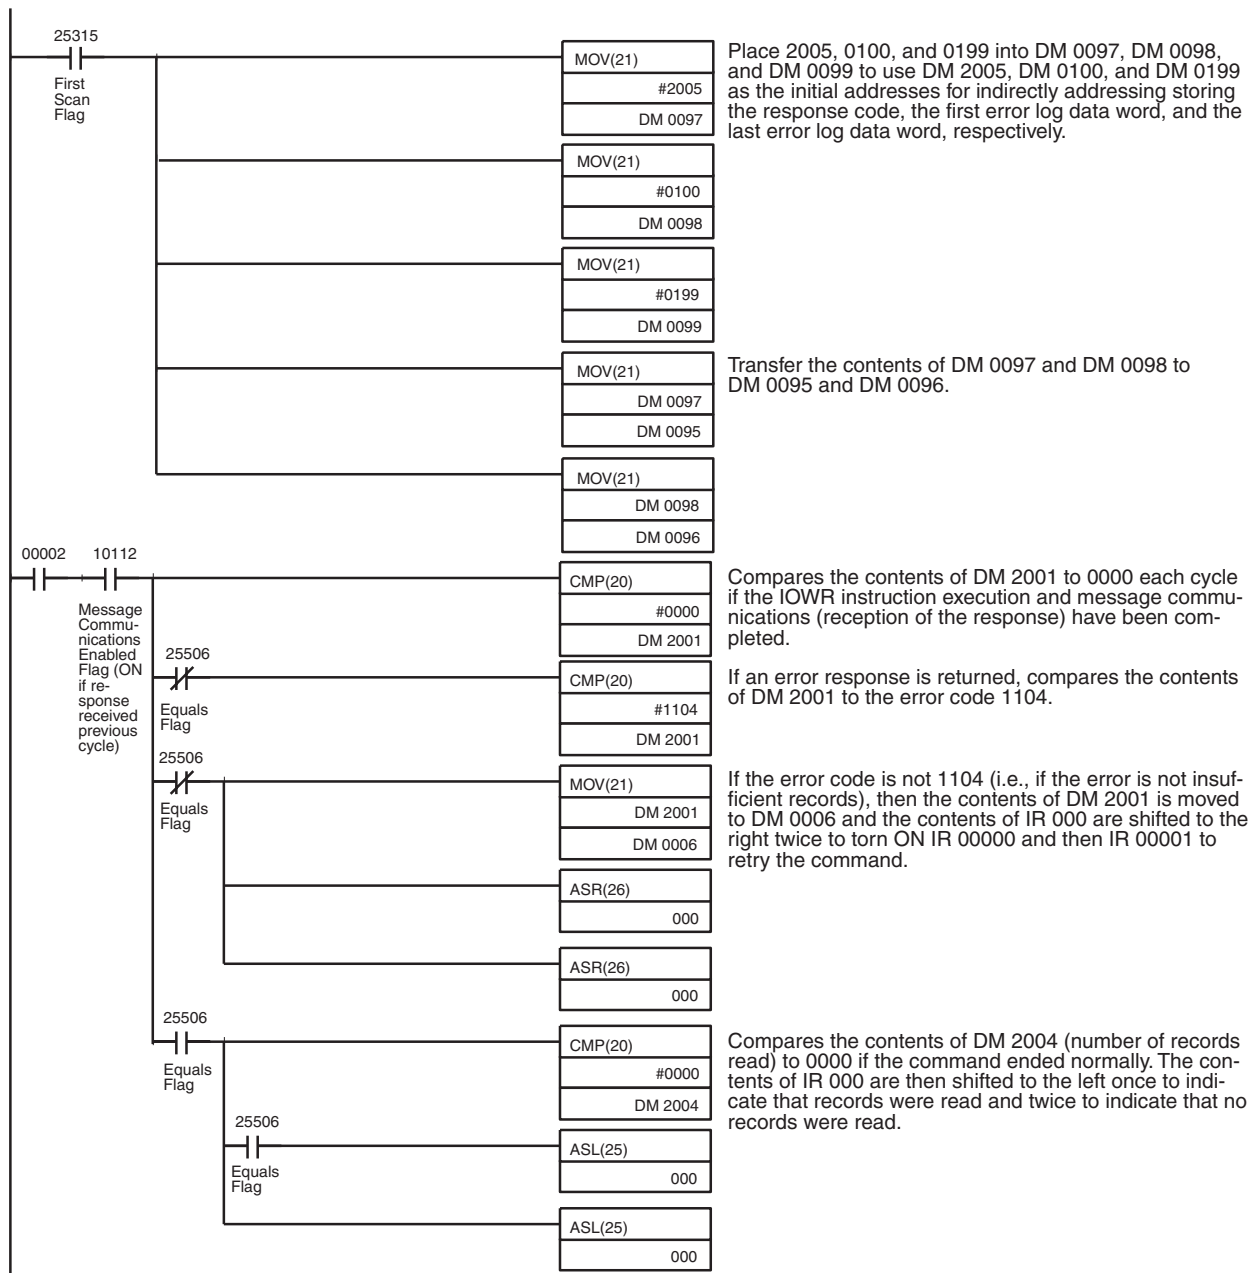 25315
First
Scan
Flag
MOV(21)
#2005
DM 0097
Place 2005, 0100, and 0199 into DM 0097, DM 0098,
and DM 0099 to use DM 2005, DM 0100, and DM 0199
as the initial addresses for indirectly addressing storing
the response code, the first error log data word, and the
last error log data word, respectively.
MOV(21)
#0100
DM 0098
MOV(21)
#0199
DM 0099
MOV(21)
DM 0097
DM 0095
Transfer the contents of DM 0097 and DM 0098 to
DM 0095 and DM 0096.
MOV(21)
DM 0098
DM 0096
00002
10112
Message
Commu-
nications
Enabled
Flag (ON
if re-
sponse
received
previous
cycle)
CMP(20)
#0000
DM 2001
Compares the contents of DM 2001 to 0000 each cycle
if the IOWR instruction execution and message commu-
nications (reception of the response) have been com-
pleted.
25506
Equals
Flag
CMP(20)
#1104
DM 2001
If an error response is returned, compares the contents
of DM 2001 to the error code 1104.
25506
Equals
Flag
MOV(21)
DM 2001
DM 0006
If the error code is not 1104 (i.e., if the error is not insuf-
ficient records), then the contents of DM 2001 is moved
to DM 0006 and the contents of IR 000 are shifted to the
right twice to torn ON IR 00000 and then IR 00001 to
retry the command.
ASR(26)
000
ASR(26)
000
25506
Equals
Flag
CMP(20)
#0000
DM 2004
Compares the contents of DM 2004 (number of records
read) to 0000 if the command ended normally. The con-
tents of IR 000 are then shifted to the left once to indi-
cate that records were read and twice to indicate that no
records were read.
25506
Equals
Flag
ASL(25)
000
ASL(25)
000